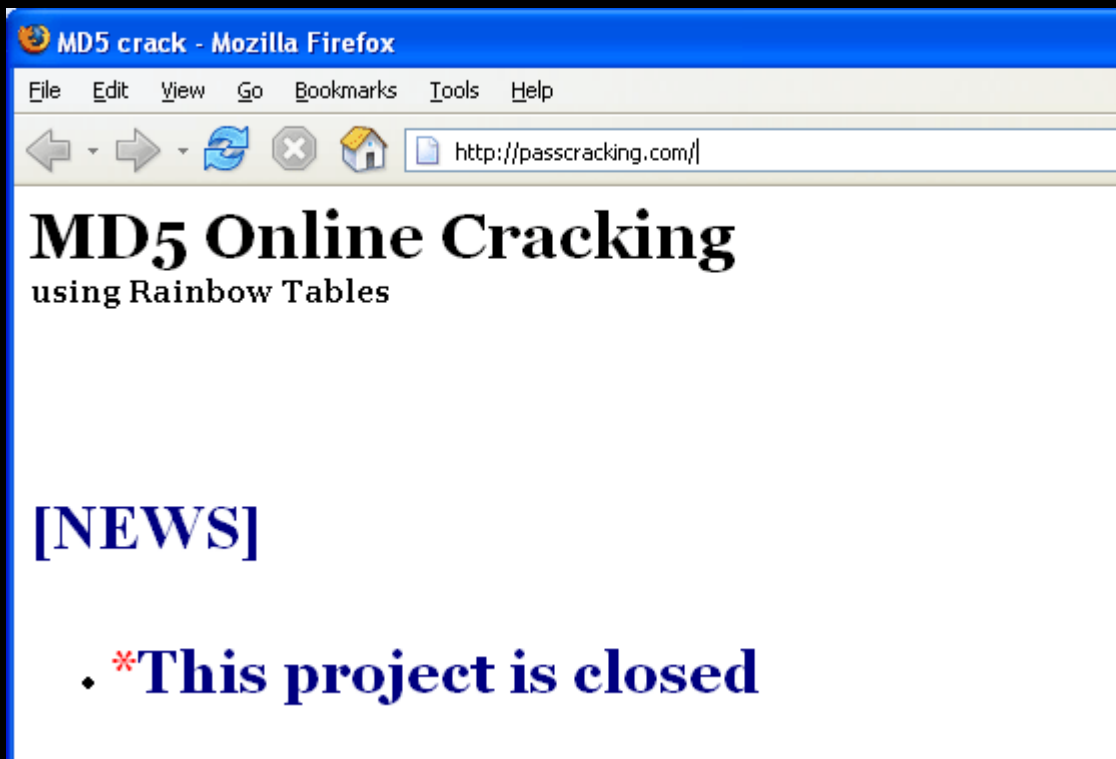 MD5 crack - Mozilla Firefox
File Edit View Go Bookmarks Tools Help
http://passcracking.com/
MD5 Online Cracking
using Rainbow Tables
[NEWS]
• *This project is closed